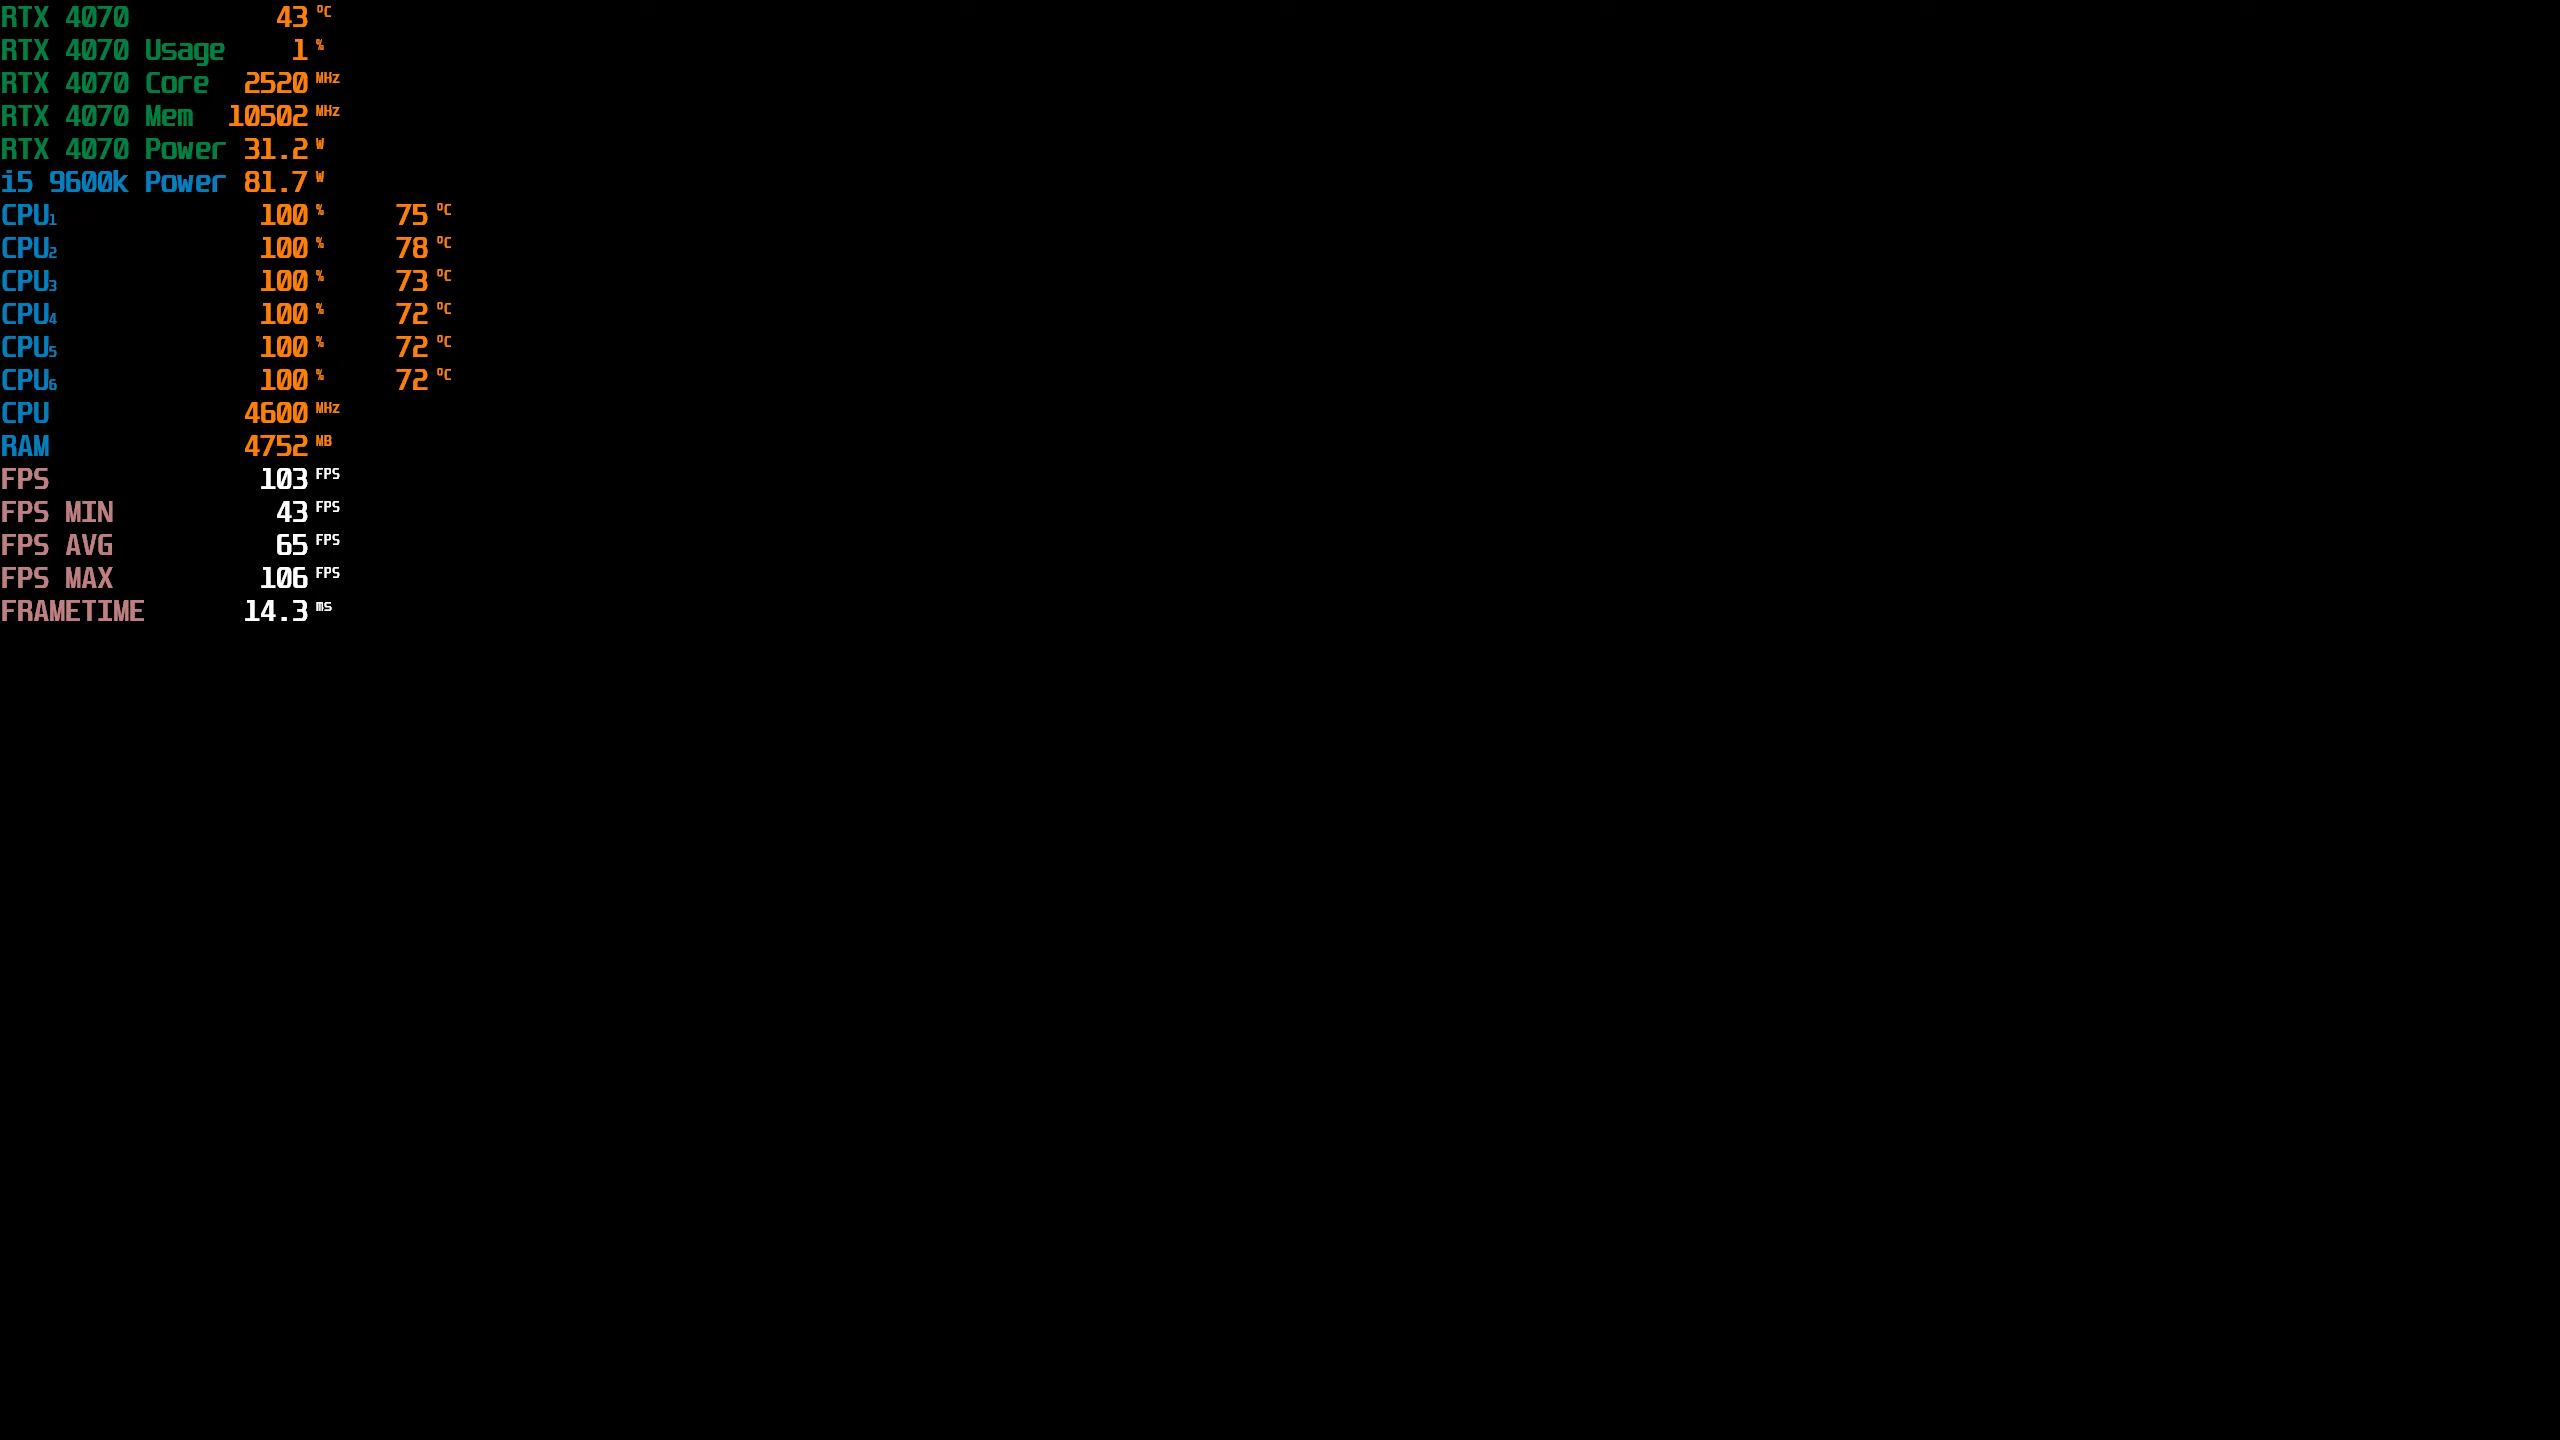 RTX 4070 43 °C
RTX 4070 Usage 1 %
RTX 4070 Core 2520 MHz
RTX 4070 Mem 10502 MHz
RTX 4070 Power 31.2 W
i5 9600k Power 81.7 W
CPU1 100 % 75 °C
CPU2 100 % 78 °C
CPU3 100 % 73 °C
CPU4 100 % 72 °C
CPU5 100 % 72 °C
CPU6 100 % 72 °C
CPU 4600 MHz
RAM 4752 MB
FPS 103 FPS
FPS MIN 43 FPS
FPS AVG 65 FPS
FPS MAX 106 FPS
FRAMETIME 14.3 ms